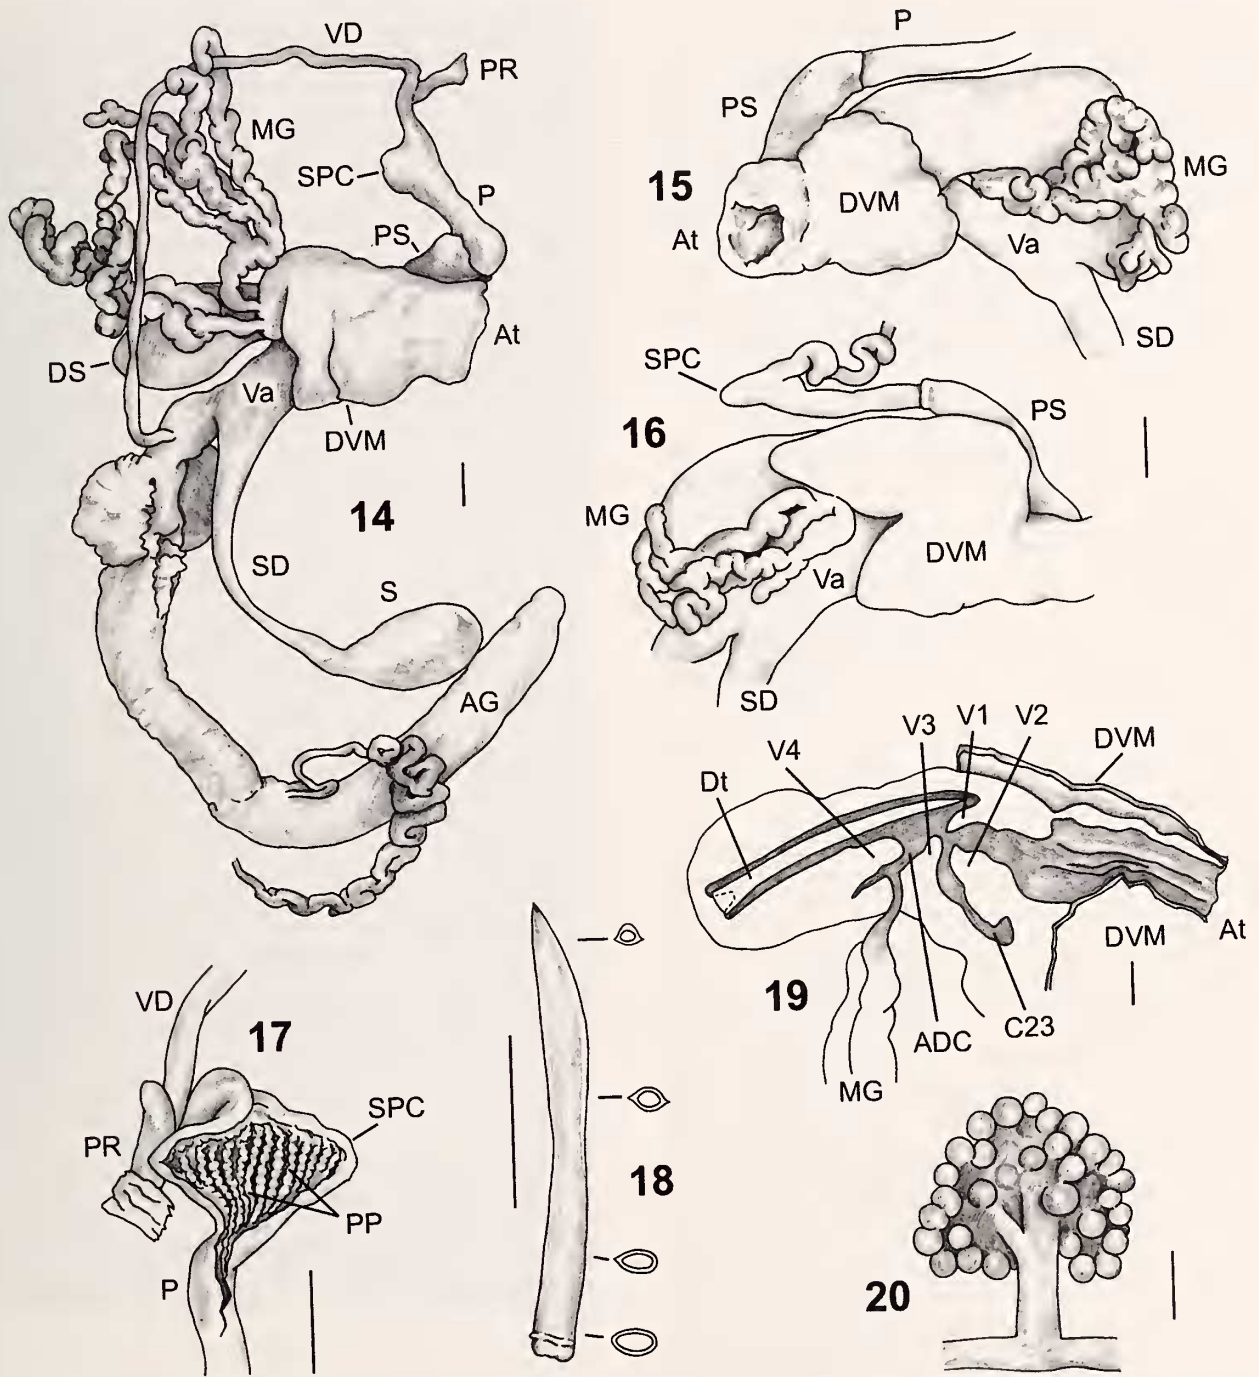 VD
PR
MG
SPC
P
PS
At
DS
Va
DVM
14
SD
S
AG
P
PS
15
DVM
MG
At
Va
SD
SPC
PS
16
MG
DVM
Va
SD
V3
V1
V2
DVM
V4
Dt
19
DVM
At
ADC
C23
MG
VD
17
SPC
PR
PP
P
18
20